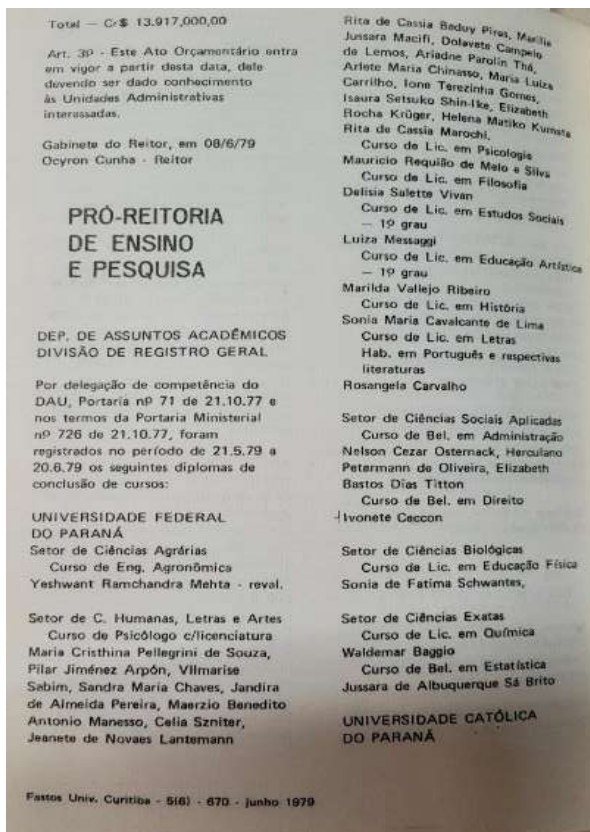 Total — Cr$ 13.917,000,00
Art. 3º - Este Ato Orçamentário entra
em vigor a partir desta data, dele
devendo ser dado conhecimento
às Unidades Administrativas
interessadas.
Gabinete do Reitor, em 08/6/79
Ocyron Cunha - Reitor
PRÓ-REITORIA
DE ENSINO
E PESQUISA
DEP. DE ASSUNTOS ACADÊMICOS
DIVISÃO DE REGISTRO GERAL
Por delegação de competência do
DAU, Portaria nº 71 de 21.10.77 e
nos termos da Portaria Ministerial
nº 726 de 21.10.77, foram
registrados no período de 21.5.79 a
20.6.79 os seguintes diplomas de
conclusão de cursos:
UNIVERSIDADE FEDERAL
DO PARANÁ
Setor de Ciências Agrárias
Curso de Eng. Agronômica
Yeshwant Ramchandra Mehta - reval.
Setor de C. Humanas, Letras e Artes
Curso de Psicólogo c/licenciatura
Maria Cristhina Pellegrini de Souza,
Pilar Jiménez Arpón, Vilmarise
Sabim, Sandra Maria Chaves, Jandira
de Almeida Pereira, Maerzio Benedito
Antonio Manesso, Celia Szniter,
Jeanete de Novaes Lantemann
Rita de Cassia Baduy Pires, Marilia
Jussara Macifi, Dolavete Campelo
de Lemos, Ariadne Parolin Thá,
Arlete Maria Chinasso, Maria Luiza
Carrilho, Ione Terezinha Gomes,
Isaura Setsuko Shin-Ike, Elizabeth
Rocha Krüger, Helena Matiko Kumata
Rita de Cassia Marochi.
Curso de Lic. em Psicologia
Mauricio Requião de Melo e Silva
Curso de Lic. em Filosofia
Delisia Salette Vivan
Curso de Lic. em Estudos Sociais
— 1º grau
Luiza Messaggi
Curso de Lic. em Educação Artística
— 1º grau
Marilda Vallejo Ribeiro
Curso de Lic. em História
Sonia Maria Cavalcante de Lima
Curso de Lic. em Letras
Hab. em Português e respectivas
literaturas
Rosangela Carvalho
Setor de Ciências Sociais Aplicadas
Curso de Bel. em Administração
Nelson Cezar Osternack, Herculano
Petermann de Oliveira, Elizabeth
Bastos Dias Titton
Curso de Bel. em Direito
Ivonete Caccon
Setor de Ciências Biológicas
Curso de Lic. em Educação Física
Sonia de Fatima Schwantes,
Setor de Ciências Exatas
Curso de Lic. em Química
Waldemar Baggio
Curso de Bel. em Estatística
Jussara de Albuquerque Sá Brito
UNIVERSIDADE CATÓLICA
DO PARANÁ
Fastos Univ. Curitiba - 5(6) - 670 - junho 1979